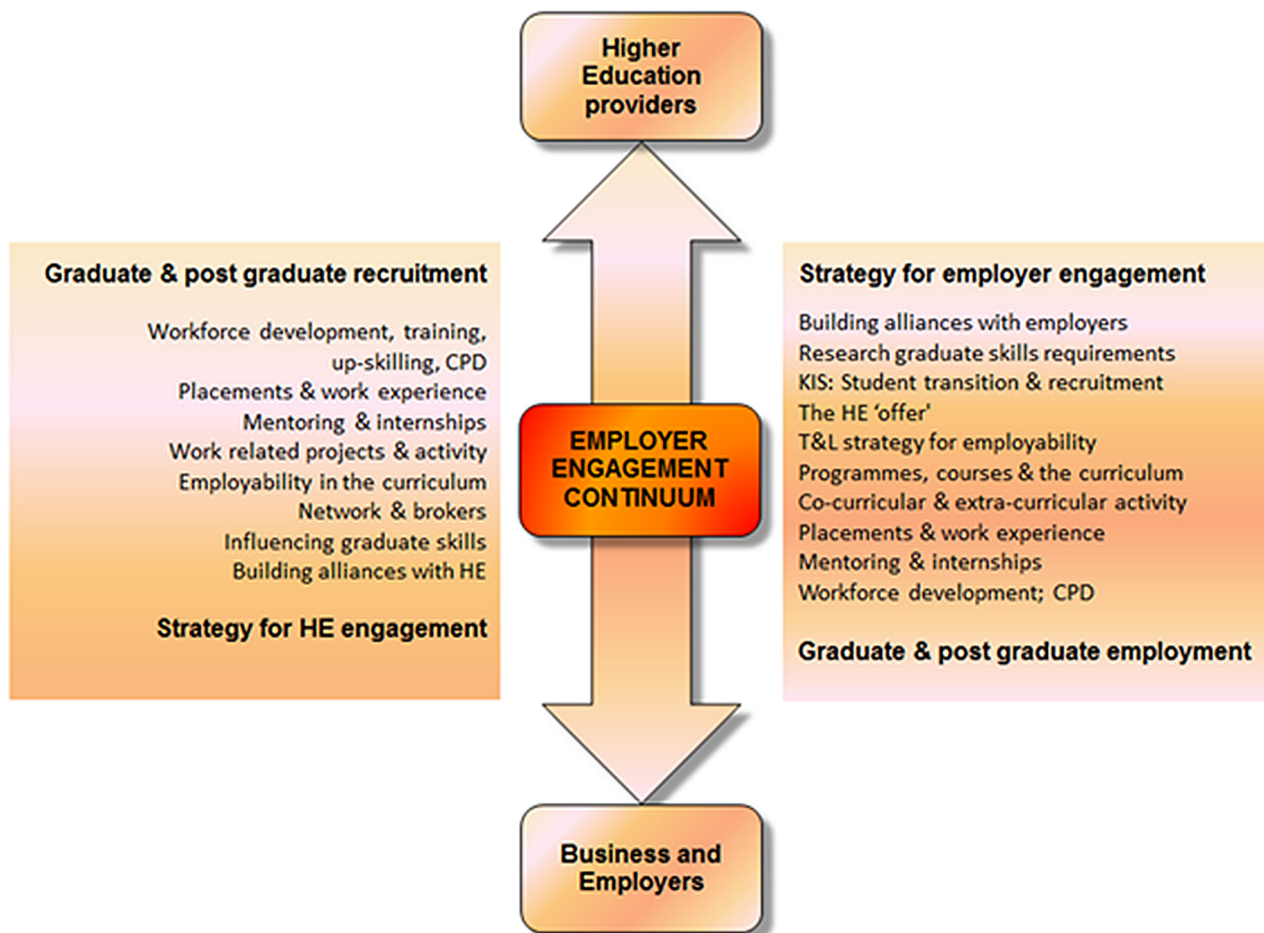 Higher
Education
providers
Graduate & post graduate recruitment
Workforce development, training,
up-skilling, CPD
Placements & work experience
Mentoring & internships
Work related projects & activity
Employability in the curriculum
Network & brokers
Influencing graduate skills
Building alliances with HE
Strategy for HE engagement
EMPLOYER
ENGAGEMENT
CONTINUUM
Strategy for employer engagement
Building alliances with employers
Research graduate skills requirements
KIS: Student transition & recruitment
The HE ‘offer'
T&L strategy for employability
Programmes, courses & the curriculum
Co-curricular & extra-curricular activity
Placements & work experience
Mentoring & internships
Workforce development; CPD
Graduate & post graduate employment
Business and
Employers